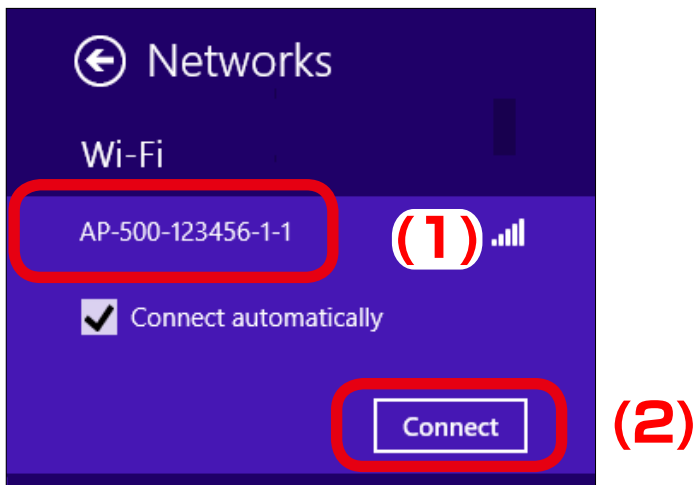 Networks
Wi-Fi
AP-500-123456-1-1
(1)
Connect automatically
Connect
(2)